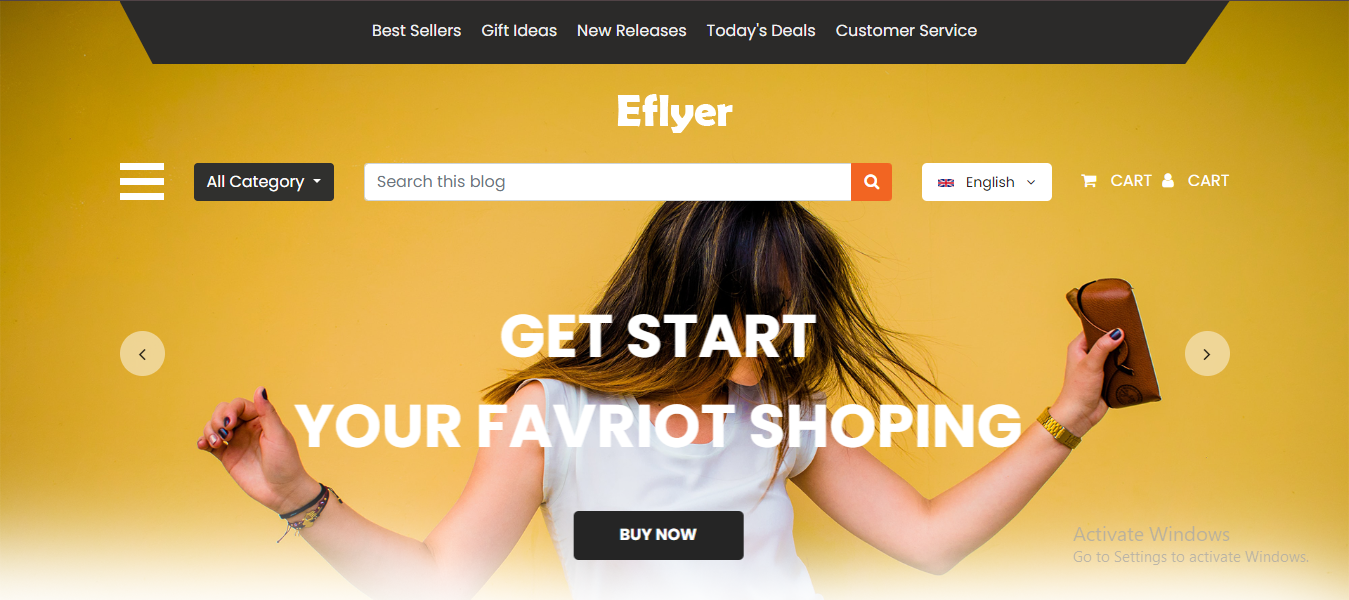 Best Sellers Gift Ideas New Releases Today's Deals Customer Service
Eflyer
All Category Search this blog English CART CART
GET START
YOUR FAVRIOT SHOPING
BUY NOW
Activate Windows
Go to Settings to activate Windows.